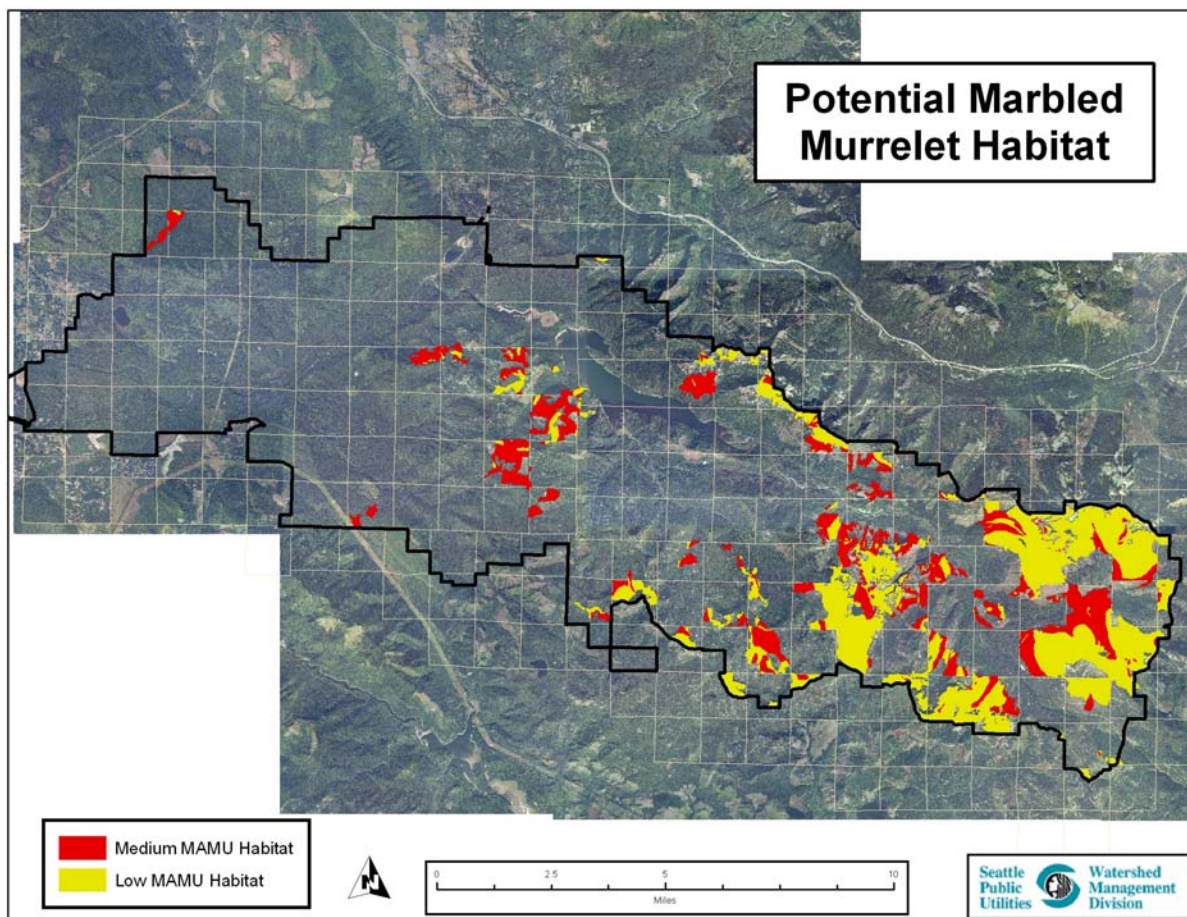 Potential Marbled
Murrelet Habitat
Medium MAMU Habitat
Low MAMU Habitat
N
0
2.5
5
10
Miles
Seattle
Public
Utilities
Watershed
Management
Division